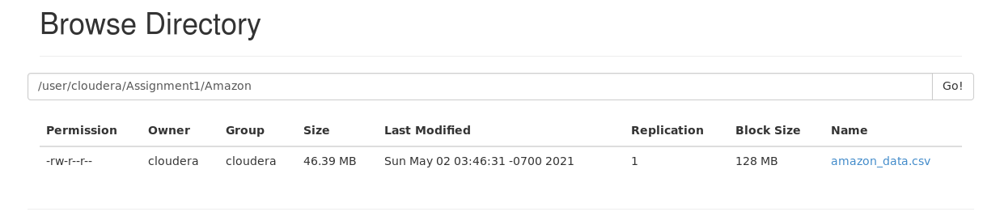 Browse Directory
/user/cloudera/Assignment1/Amazon Go!
Permission Owner Group Size Last Modified Replication Block Size Name
-rw-r--r-- cloudera cloudera 46.39 MB Sun May 02 03:46:31 -0700 2021 1 128 MB amazon_data.csv